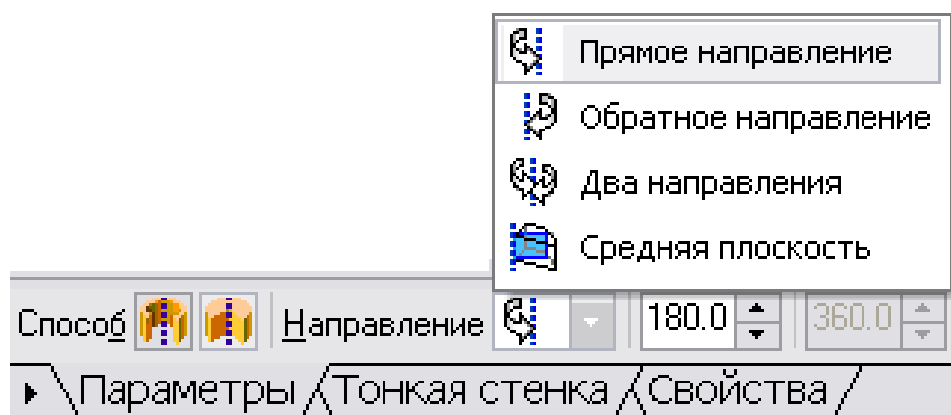 Прямое направление
Обратное направление
Два направления
Средняя плоскость
Способ Направление 180.0 360.0
Параметры Тонкая стенка Свойства